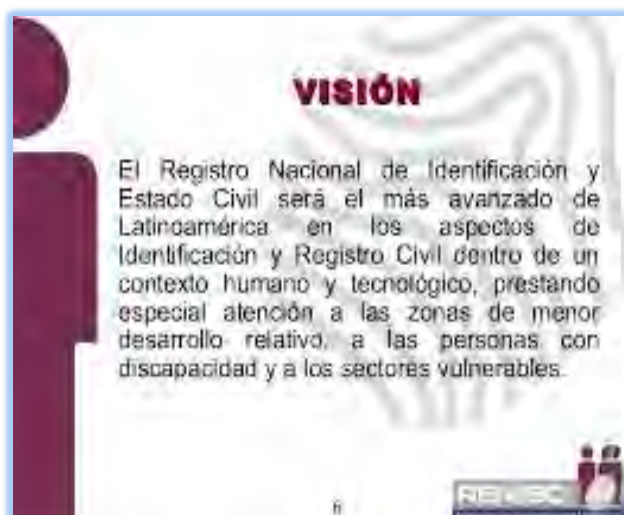 VISIÓN
El Registro Nacional de Identificación y
Estado Civil será el más avanzado de
Latinoamérica en los aspectos de
Identificación y Registro Civil dentro de un
contexto humano y tecnológico, prestando
especial atención a las zonas de menor
desarrollo relativo, a las personas con
discapacidad y a los sectores vulnerables.
6
RENIEC